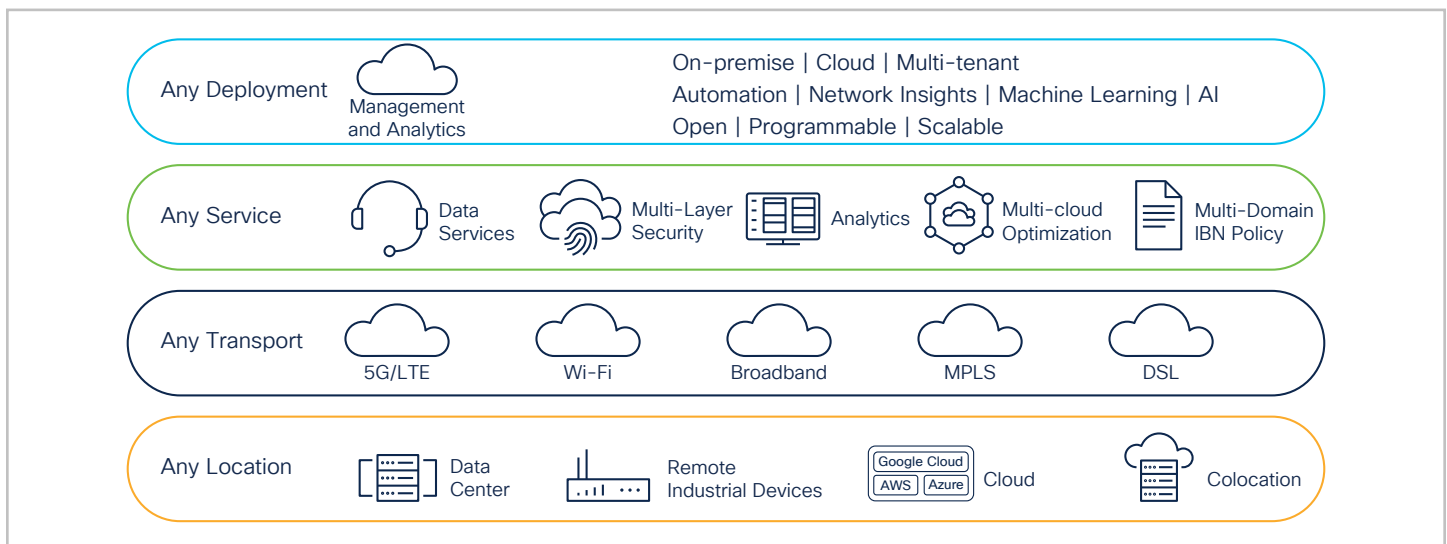 Any Deployment
Management
and Analytics
On-premise | Cloud | Multi-tenant
Automation | Network Insights | Machine Learning | AI
Open | Programmable | Scalable
Any Service
Data
Services
Multi-Layer
Security
Analytics
Multi-cloud
Optimization
Multi-Domain
IBN Policy
Any Transport
5G/LTE
Wi-Fi
Broadband
MPLS
DSL
Any Location
Data
Center
Remote
Industrial Devices
Google Cloud
AWS
Azure
Cloud
Colocation